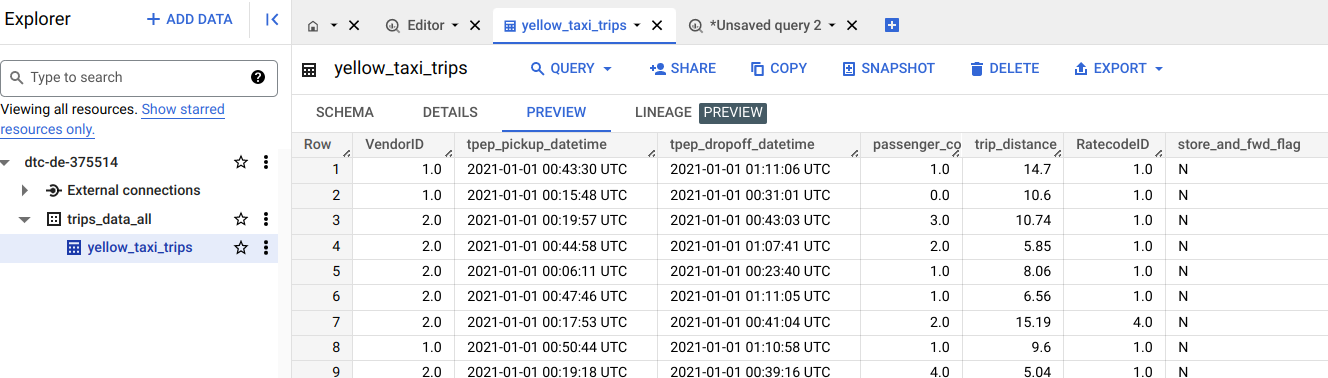 Explorer + ADD DATA
Type to search
Viewing all resources. Show starred
resources only.
dtc-de-375514
External connections
trips_data_all
yellow_taxi_trips
Editor yellow_taxi_trips *Unsaved query 2
yellow_taxi_trips QUERY SHARE COPY SNAPSHOT DELETE EXPORT
SCHEMA DETAILS PREVIEW LINEAGE PREVIEW
Row VendorID tpep_pickup_datetime tpep_dropoff_datetime passenger_co trip_distance RatecodeID store_and_fwd_flag
1 1.0 2021-01-01 00:43:30 UTC 2021-01-01 01:11:06 UTC 1.0 14.7 1.0 N
2 1.0 2021-01-01 00:15:48 UTC 2021-01-01 00:31:01 UTC 0.0 10.6 1.0 N
3 2.0 2021-01-01 00:19:57 UTC 2021-01-01 00:43:03 UTC 3.0 10.74 1.0 N
4 2.0 2021-01-01 00:44:58 UTC 2021-01-01 01:07:41 UTC 2.0 5.85 1.0 N
5 2.0 2021-01-01 00:06:11 UTC 2021-01-01 00:23:40 UTC 1.0 8.06 1.0 N
6 2.0 2021-01-01 00:47:46 UTC 2021-01-01 01:11:05 UTC 1.0 6.56 1.0 N
7 2.0 2021-01-01 00:17:53 UTC 2021-01-01 00:41:04 UTC 2.0 15.19 4.0 N
8 1.0 2021-01-01 00:50:44 UTC 2021-01-01 01:10:58 UTC 1.0 9.6 1.0 N
9 2.0 2021-01-01 00:19:18 UTC 2021-01-01 00:39:16 UTC 4.0 5.04 1.0 N